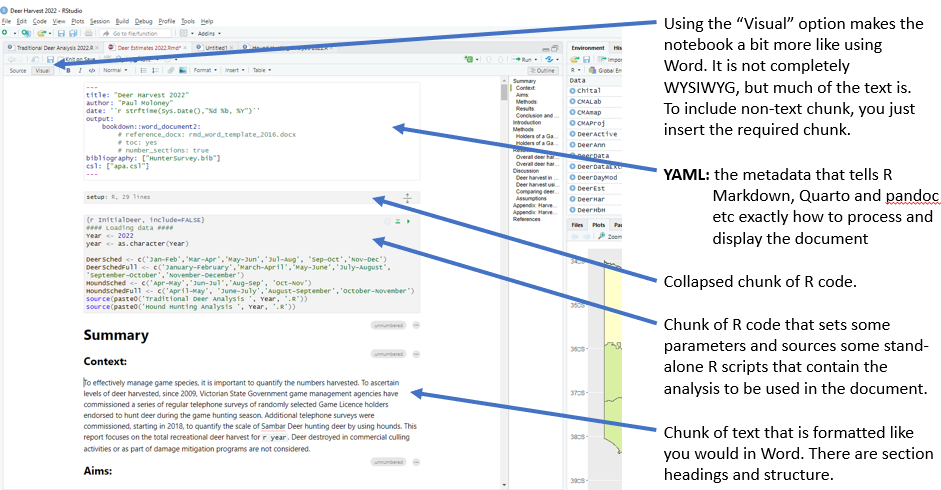 Deer Harvest 2022 - RStudio
File Edit Code View Plots Session Build Debug Profile Tools Help
Go to file/function Addins
Traditional Deer Analysis 2022.R Deer Estimates 2022.Rmd* Untitled1
Run
Source Visual B I </> Normal Format Insert Table Outline
---
title: "Deer Harvest 2022"
author: "Paul Moloney"
date: '`r strftime(Sys.Date(),"%d %b, %Y")`'
output:
bookdown::word_document2:
# reference_docx: rmd_word_template_2016.docx
# toc: yes
# number_sections: true
bibliography: ["HunterSurvey.bib"]
csl: ["apa.csl"]
---
setup: R, 29 lines
{r InitialDeer, include=FALSE}
#### Loading data ####
Year <- 2022
year <- as.character(Year)
DeerSched <- c('Jan-Feb','Mar-Apr','May-Jun','Jul-Aug', 'Sep-Oct','Nov-Dec')
DeerSchedFull <- c('January-February','March-April','May-June','July-August',
'September-October','November-December')
HoundSched <- c('Apr-May','Jun-Jul','Aug-Sep', 'Oct-Nov')
HoundSchedFull <- c('April-May', 'June-July','August-September','October-November')
source(paste0('Traditional Deer Analysis ', Year, '.R'))
source(paste0('Hound Hunting Analysis ', Year, '.R'))
unnumbered
Summary
unnumbered
Context:
To effectively manage game species, it is important to quantify the numbers harvested. To ascertain
levels of deer harvested, since 2009, Victorian State Government game management agencies have
commissioned a series of regular telephone surveys of randomly selected Game Licence holders
endorsed to hunt deer during the game hunting season. Additional telephone surveys were
commissioned, starting in 2018, to quantify the scale of Sambar Deer hunting deer by using hounds. This
report focuses on the total recreational deer harvest for r year. Deer destroyed in commercial culling
activities or as part of damage mitigation programs are not considered.
unnumbered
Aims:
Summary
Context:
Aims:
Methods:
Results:
Conclusion and ...
Introduction
Methods
Holders of a Ga...
Holders of a Ga...
Results
Overall deer har...
Overall deer har...
Discussion
Deer harvest in ...
Deer harvest usi...
Comparing deer...
Assumptions
Appendix: Harve...
Appendix: Harve...
References
Environment His
Impor
R Global En
Data
Chital
CMALab
CMAmap
CMAProj
DeerActive
DeerAnn
DeerData
DeerDataExt
DeerDayMod
DeerEst
DeerHar
DeerHbH
Files Plots Pac
Zoom
34□S
35□S
36□S
37□S
38□S
39□S
Using the “Visual” option makes the
notebook a bit more like using
Word. It is not completely
WYSIWYG, but much of the text is.
To include non-text chunk, you just
insert the required chunk.
YAML: the metadata that tells R
Markdown, Quarto and pandoc
etc exactly how to process and
display the document
Collapsed chunk of R code.
Chunk of R code that sets some
parameters and sources some stand-
alone R scripts that contain the
analysis to be used in the document.
Chunk of text that is formatted like
you would in Word. There are section
headings and structure.